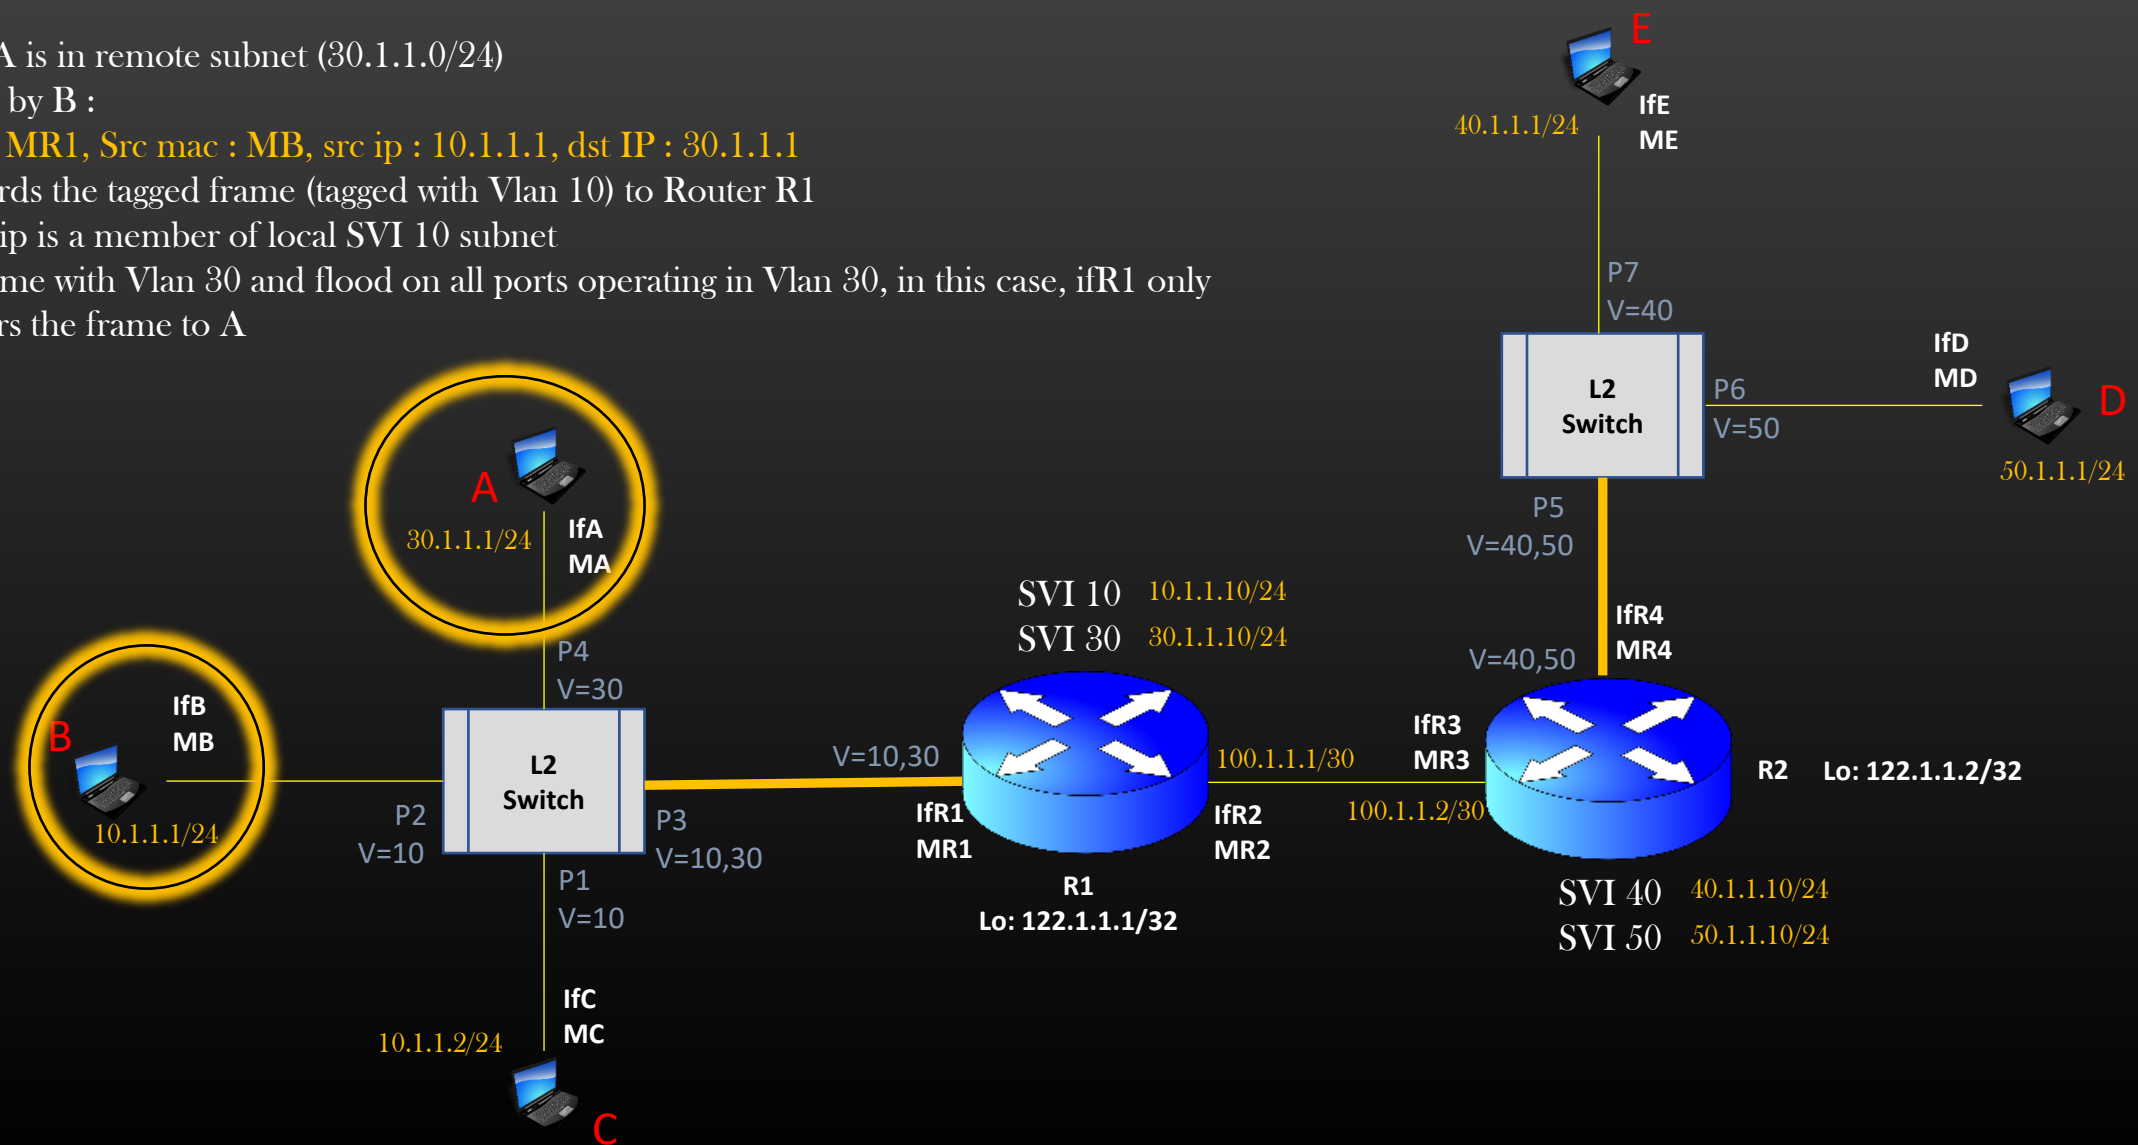 A is in remote subnet (30.1.1.0/24)
by B :
MR1, Src mac : MB, src ip : 10.1.1.1, dst IP : 30.1.1.1
rds the tagged frame (tagged with Vlan 10) to Router R1
ip is a member of local SVI 10 subnet
me with Vlan 30 and flood on all ports operating in Vlan 30, in this case, ifR1 only
rs the frame to A
E
IfE
ME
40.1.1.1/24
P7
V=40
L2
Switch
P6
V=50
IfD
MD
D
50.1.1.1/24
P5
V=40,50
A
30.1.1.1/24
IfA
MA
P4
V=30
B
IfB
MB
10.1.1.1/24
P2
V=10
L2
Switch
P3
V=10,30
P1
V=10
IfC
MC
10.1.1.2/24
C
SVI 10 10.1.1.10/24
SVI 30 30.1.1.10/24
V=10,30
IfR1
MR1
R1
Lo: 122.1.1.1/32
100.1.1.1/30
IfR2
MR2
IfR3
MR3
100.1.1.2/30
V=40,50
IfR4
MR4
R2 Lo: 122.1.1.2/32
SVI 40 40.1.1.10/24
SVI 50 50.1.1.10/24